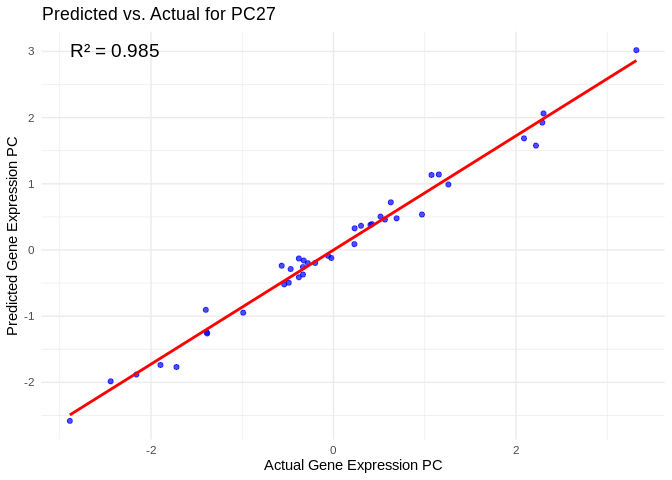 Predicted vs. Actual for PC27
R² = 0.985
3
2
1
0
-1
-2
Predicted Gene Expression PC
-2
0
2
Actual Gene Expression PC